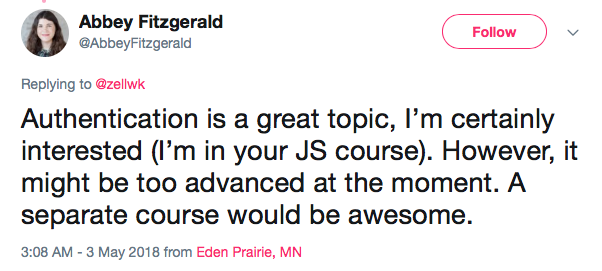 Abbey Fitzgerald
@AbbeyFitzgerald
Follow
Replying to @zellwk
Authentication is a great topic, I’m certainly
interested (I’m in your JS course). However, it
might be too advanced at the moment. A
separate course would be awesome.
3:08 AM - 3 May 2018 from Eden Prairie, MN